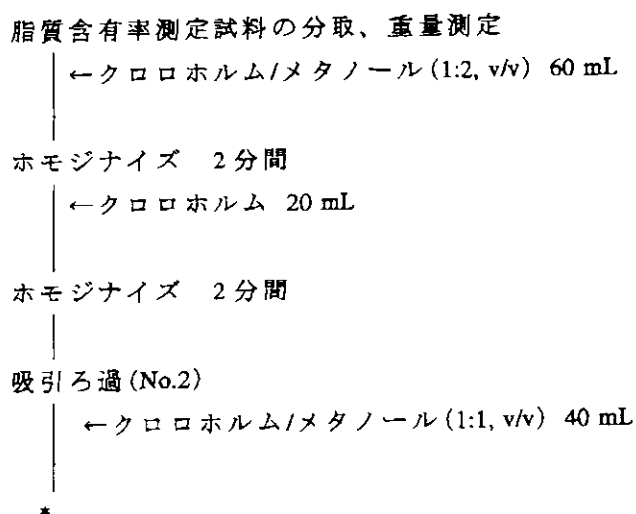 脂質含有率測定試料の分取、重量測定
←クロロホルム/メタノール(1:2, v/v) 60 mL
ホモジナイズ 2分間
←クロロホルム 20 mL
ホモジナイズ 2分間
吸引ろ過(No.2)
←クロロホルム/メタノール(1:1, v/v) 40 mL
*